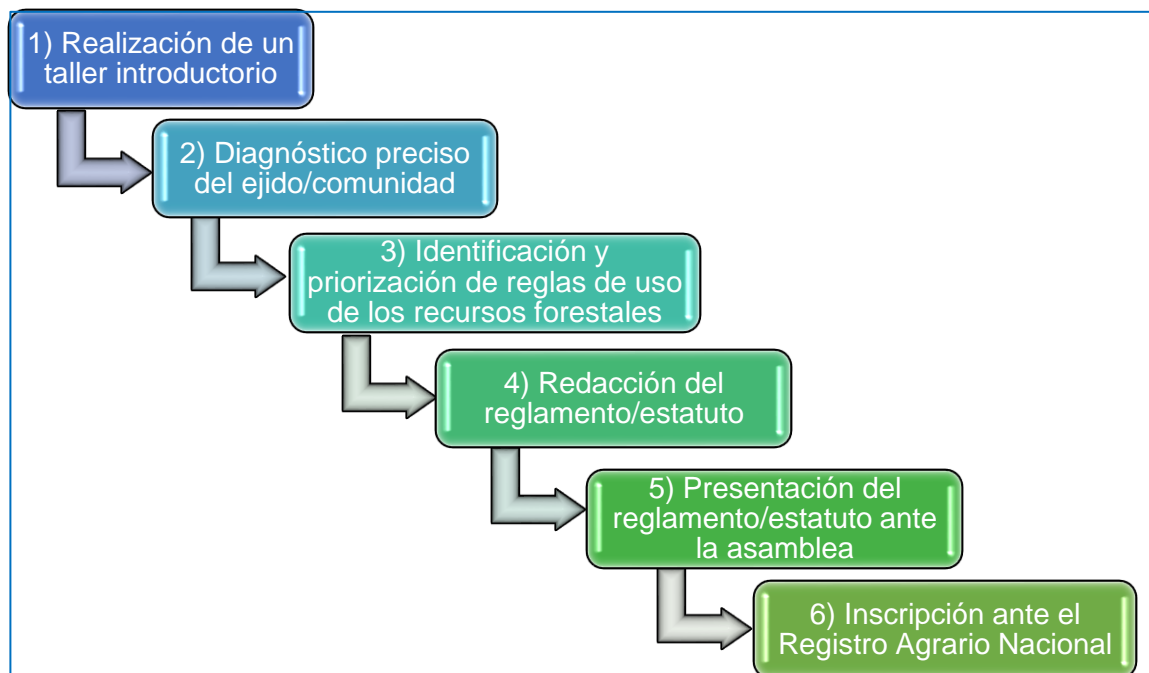 1) Realización de un
taller introductorio
2) Diagnóstico preciso
del ejido/comunidad
3) Identificación y
priorización de reglas de uso
de los recursos forestales
4) Redacción del
reglamento/estatuto
5) Presentación del
reglamento/estatuto ante
la asamblea
6) Inscripción ante el
Registro Agrario Nacional